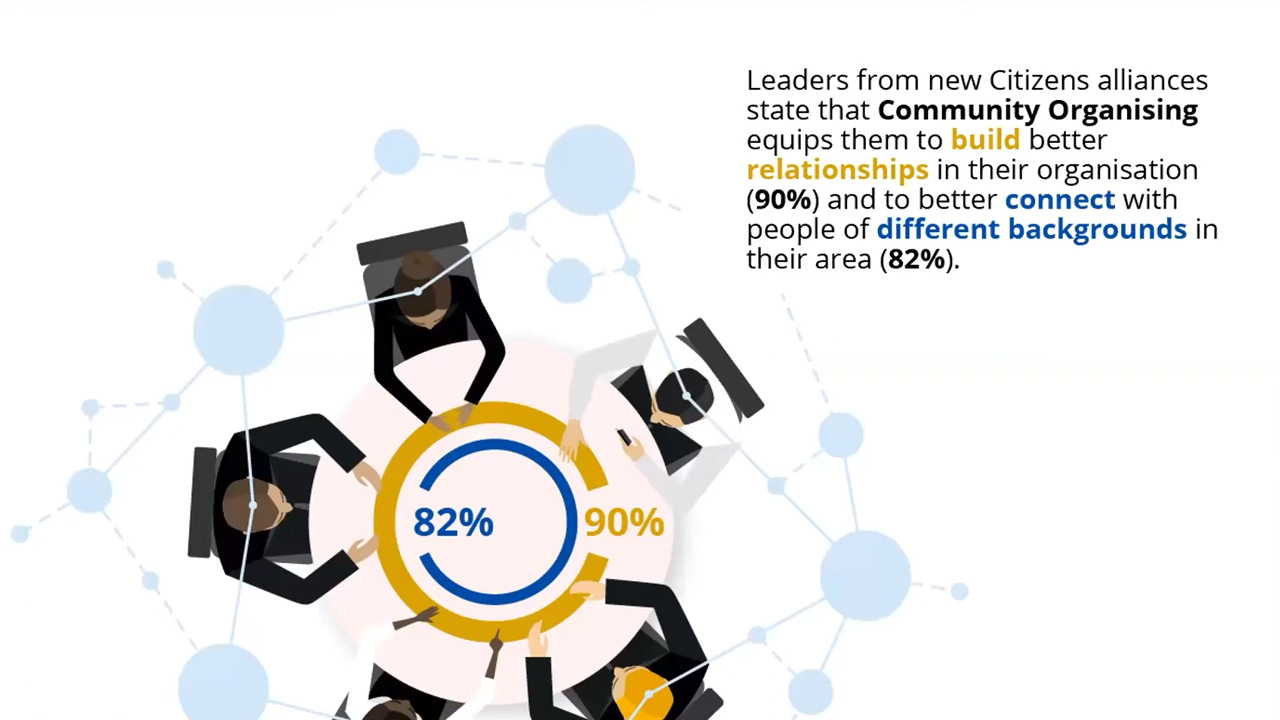 Leaders from new Citizens alliances
state that Community Organising
equips them to build better
relationships in their organisation
(90%) and to better connect with
people of different backgrounds in
their area (82%).
82% 90%